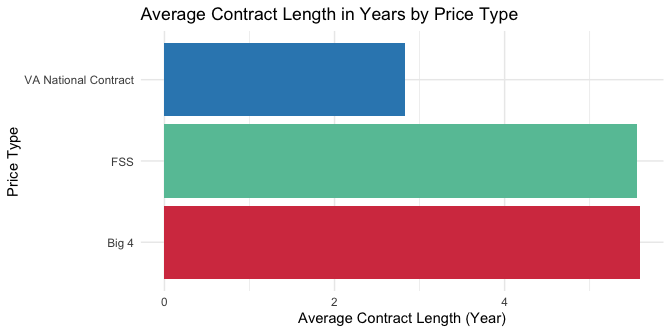 Average Contract Length in Years by Price Type
Price Type
VA National Contract
FSS
Big 4
0
2
4
Average Contract Length (Year)